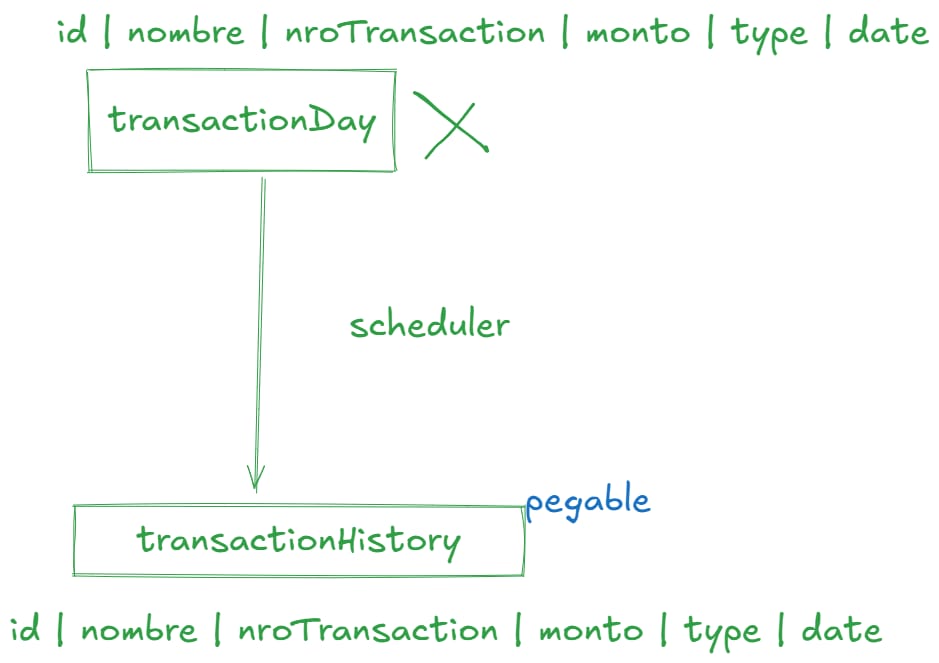 id | nombre | nroTransaction | monto | type | date
transactionDay
scheduler
pegable
transactionHistory
id | nombre | nroTransaction | monto | type | date